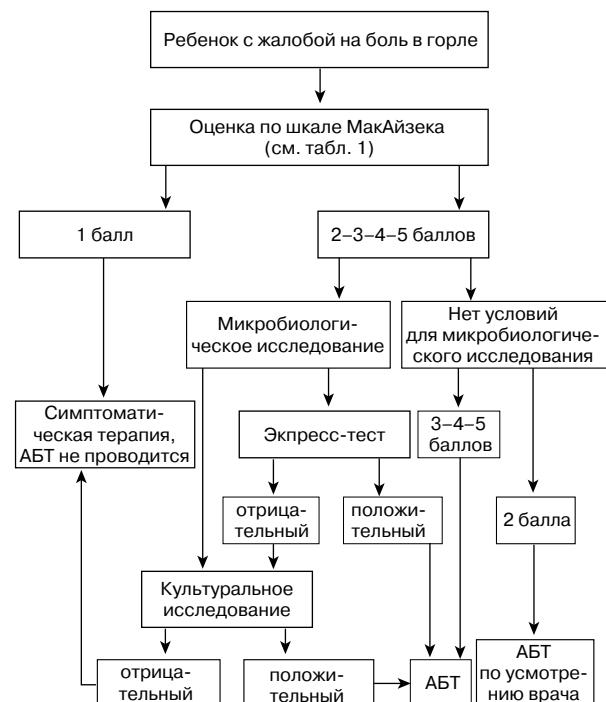 Ребенок с жалобой на боль в горле
Оценка по шкале МакАйзека
(см. табл. 1)
1 балл
2–3–4–5 баллов
Микробиологи-
ческое исследование
Нет условий
для микробиологиче-
ского исследования
Симптомати-
ческая терапия,
АБТ не проводится
Экпресс-тест
3–4–5
баллов
отрица-
тельный
положи-
тельный
2 балла
Культуральное
исследование
отрица-
тельный
положи-
тельный
АБТ
АБТ
по усмотре-
нию врача